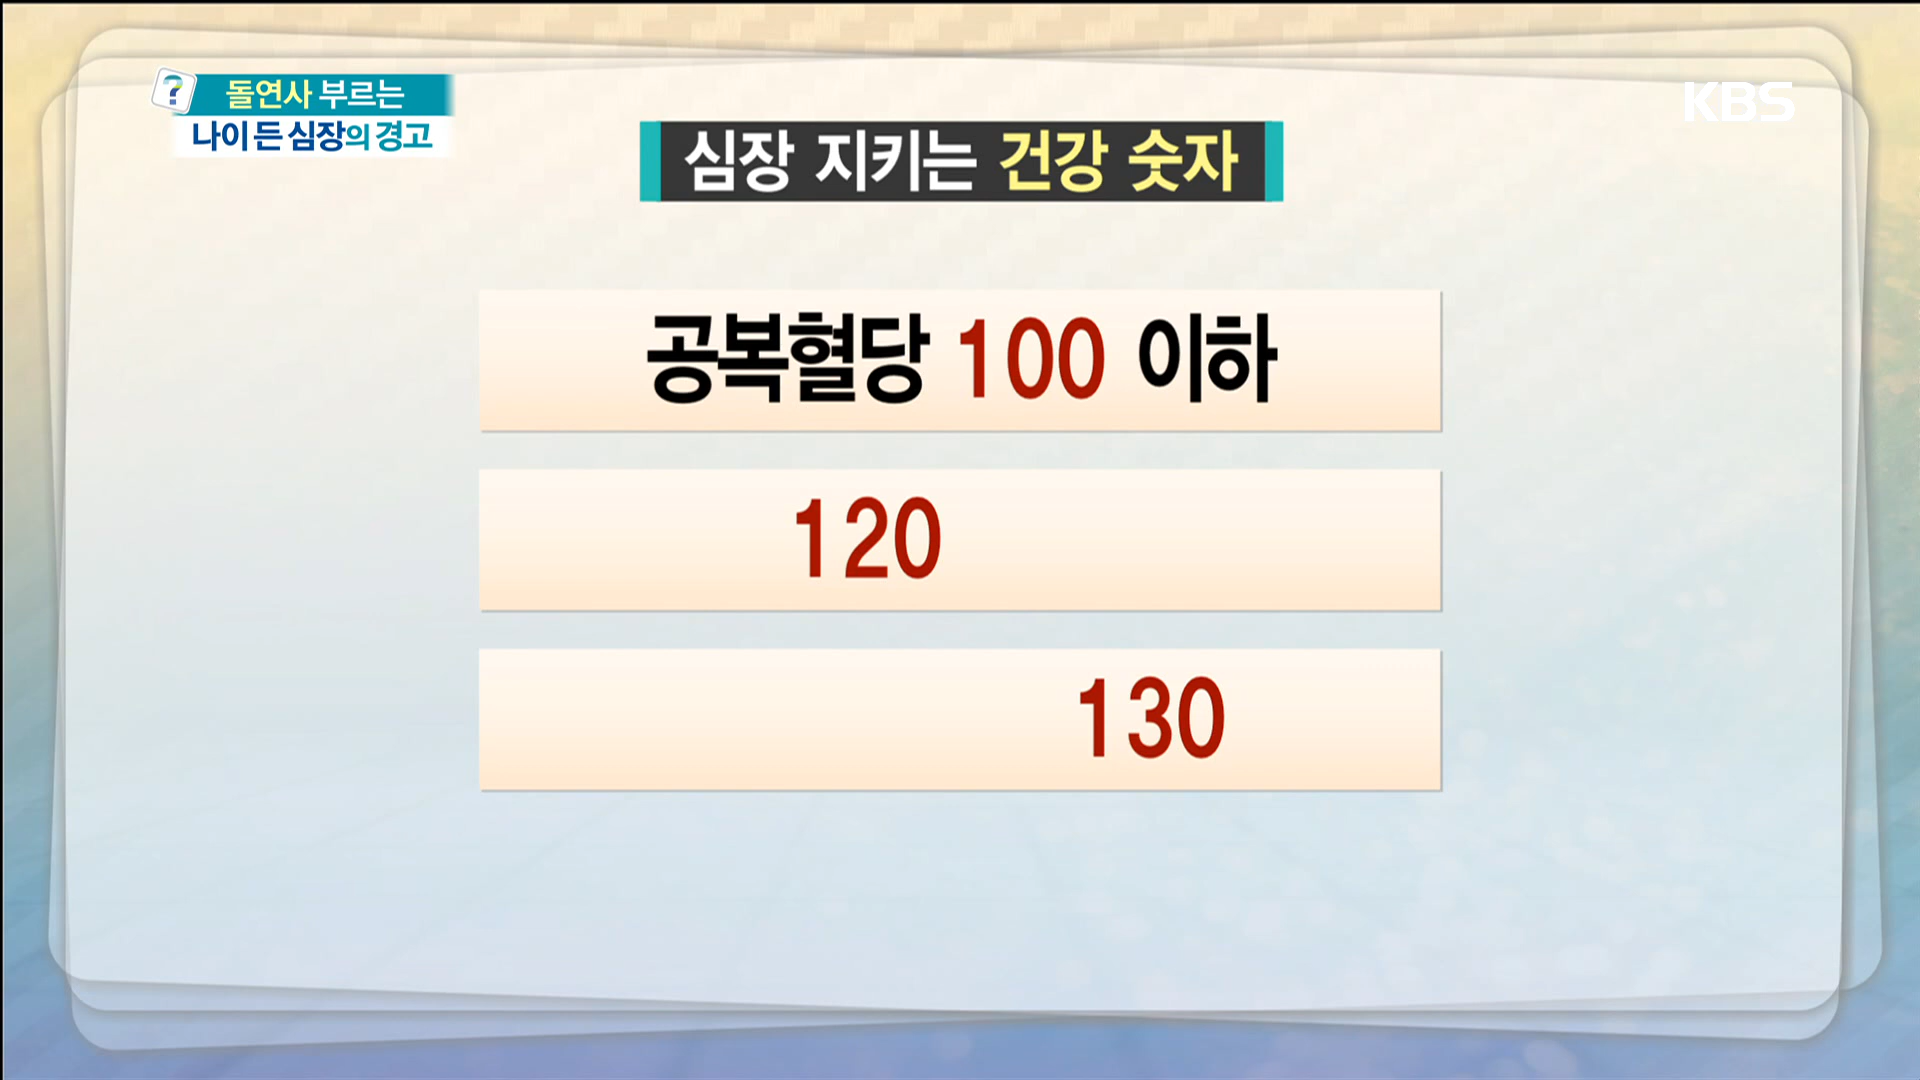 돌연사 부르는
나이 든 심장의 경고
KBS
심장 지키는 건강 숫자
공복혈당 100 이하
120
130